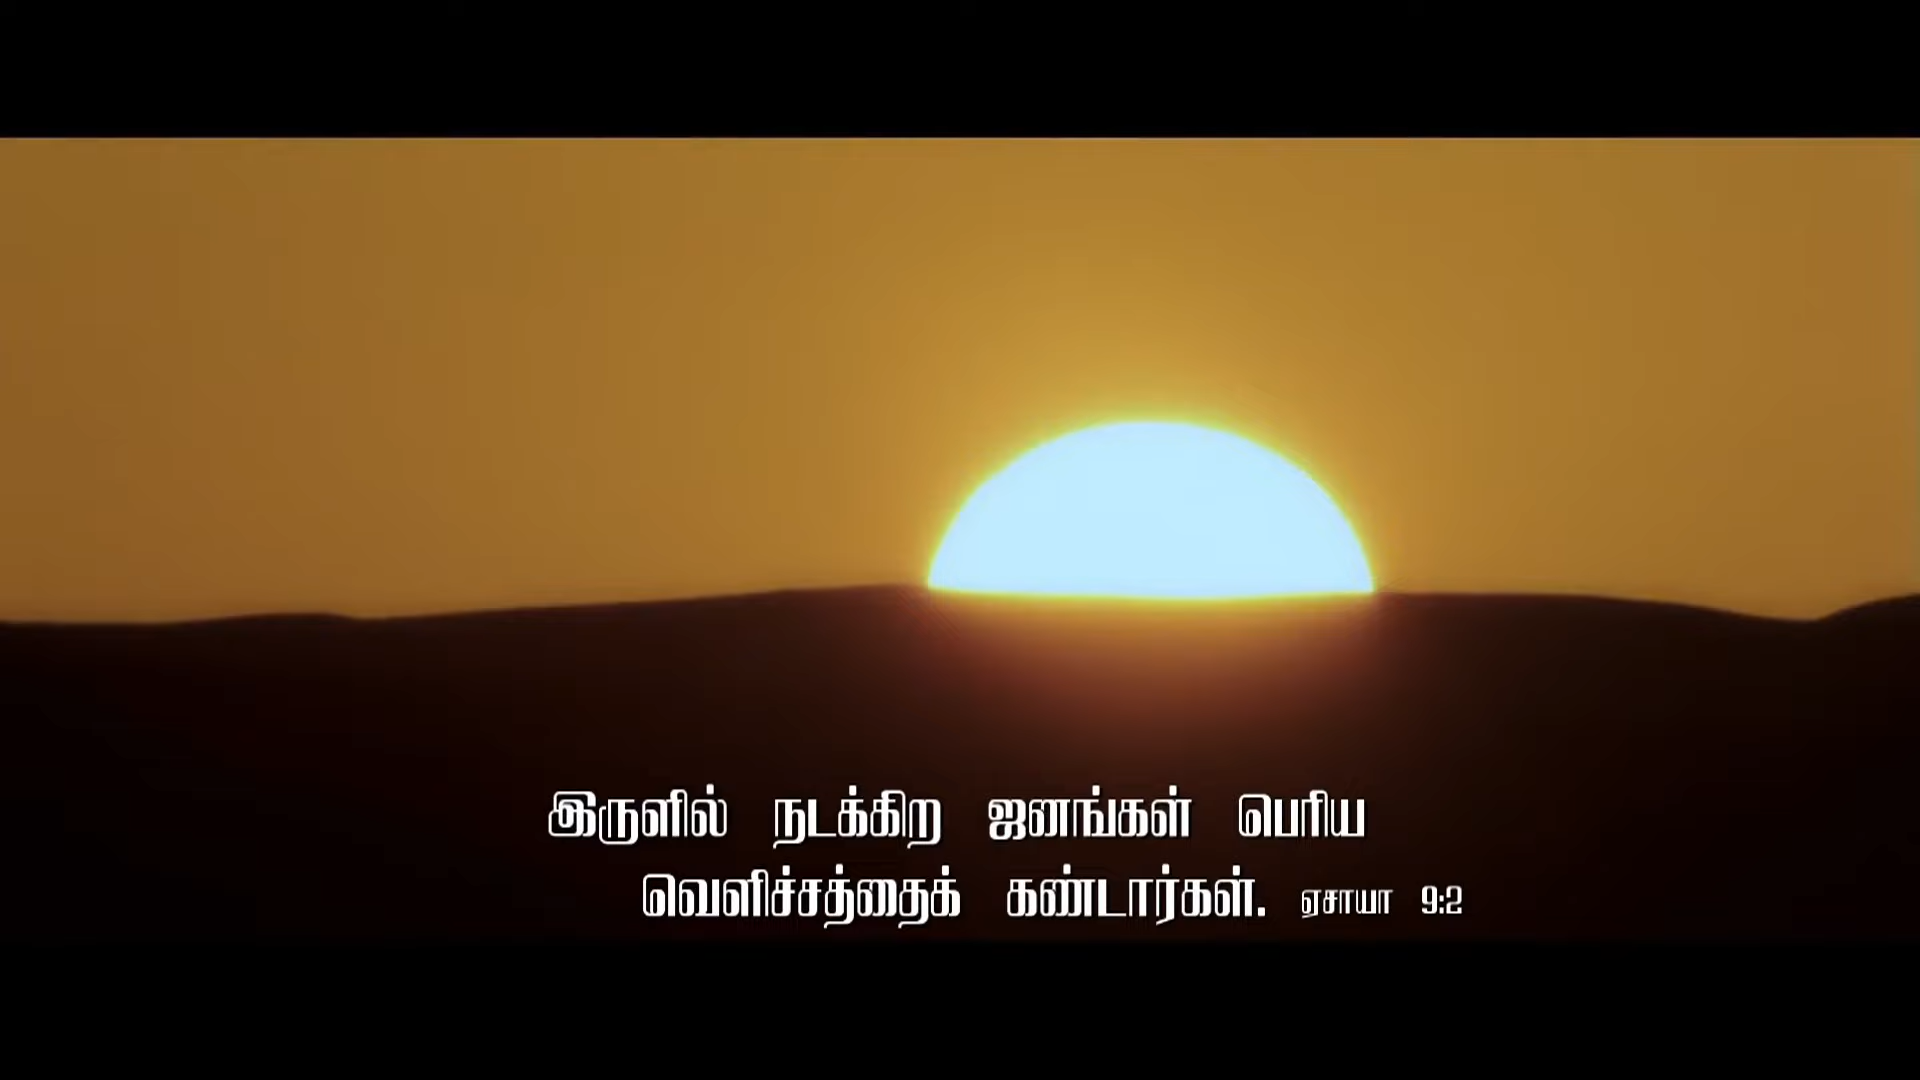 இருளில் நடக்கிற ஜனங்கள் பெரிய
வெளிச்சத்தைக் கண்டார்கள். ஏசாயா 9:2